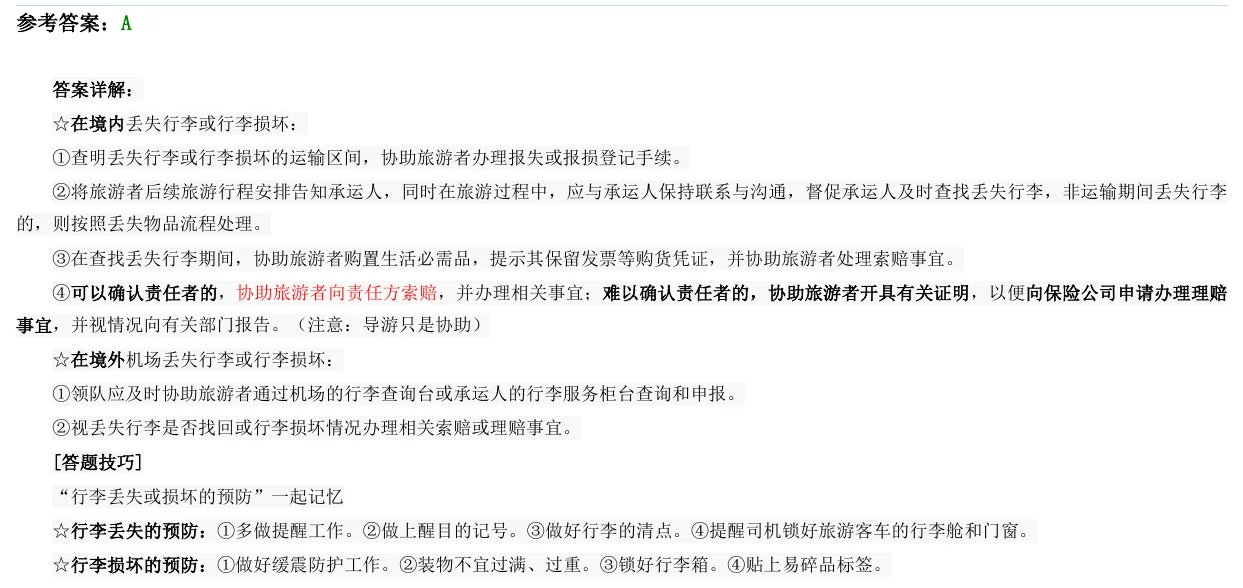 参考答案：A
答案详解：
☆在境内丢失行李或行李损坏：
①查明丢失行李或行李损坏的运输区间，协助旅游者办理报失或报损登记手续。
②将旅游者后续旅游行程安排告知承运人，同时在旅游过程中，应与承运人保持联系与沟通，督促承运人及时查找丢失行李，非运输期间丢失行李
的，则按照丢失物品流程处理。
③在查找丢失行李期间，协助旅游者购置生活必需品，提示其保留发票等购货凭证，并协助旅游者处理索赔事宜。
④可以确认责任者的，协助旅游者向责任方索赔，并办理相关事宜；难以确认责任者的，协助旅游者开具有关证明，以便向保险公司申请办理理赔
事宜，并视情况向有关部门报告。（注意：导游只是协助）
☆在境外机场丢失行李或行李损坏：
①领队应及时协助旅游者通过机场的行李查询台或承运人的行李服务柜台查询和申报。
②视丢失行李是否找回或行李损坏情况办理相关索赔或理赔事宜。
[答题技巧]
“行李丢失或损坏的预防”一起记忆
☆行李丢失的预防：①多做提醒工作。②做上醒目的记号。③做好行李的清点。④提醒司机锁好旅游客车的行李舱和门窗。
☆行李损坏的预防：①做好缓震防护工作。②装物不宜过满、过重。③锁好行李箱。④贴上易碎品标签。